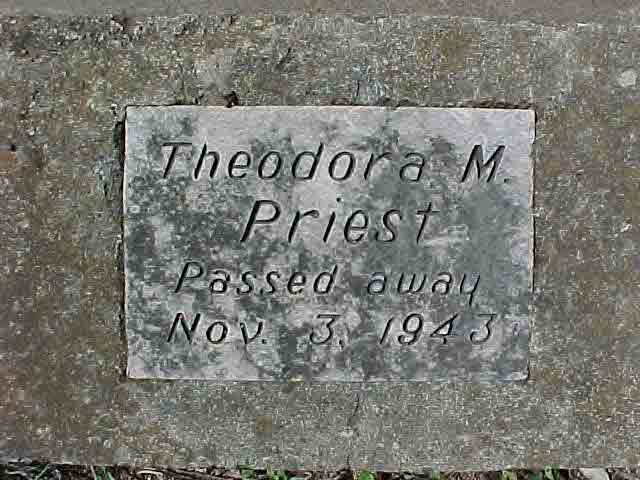 Theodora M.
Priest
Passed away
Nov. 3, 1943